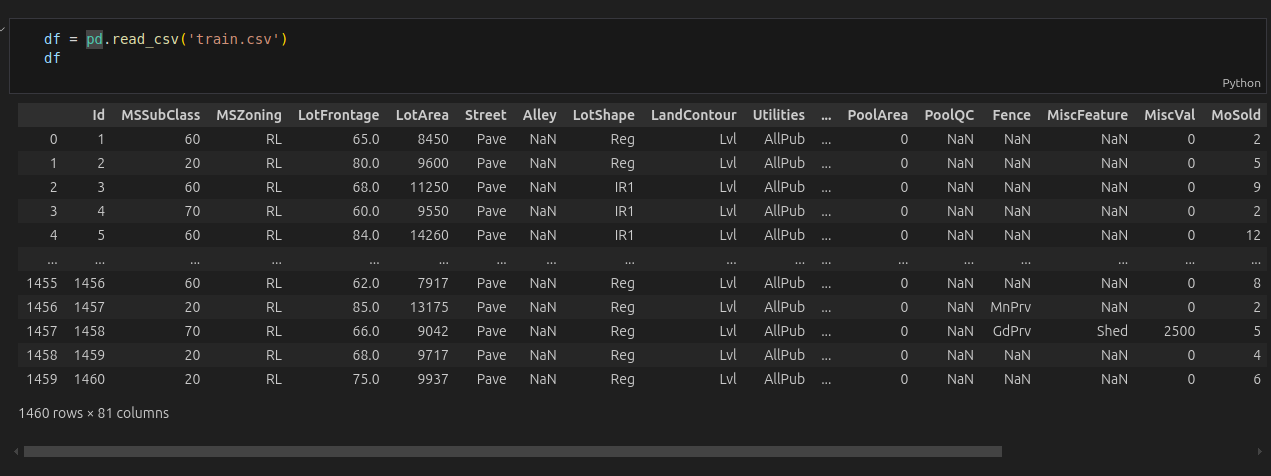 df = pd.read_csv('train.csv')
df
Python
Id MSSubClass MSZoning LotFrontage LotArea Street Alley LotShape LandContour Utilities ... PoolArea PoolQC Fence MiscFeature MiscVal MoSold
0 1 60 RL 65.0 8450 Pave NaN Reg Lvl AllPub ... 0 NaN NaN NaN 0 2
1 2 20 RL 80.0 9600 Pave NaN Reg Lvl AllPub ... 0 NaN NaN NaN 0 5
2 3 60 RL 68.0 11250 Pave NaN IR1 Lvl AllPub ... 0 NaN NaN NaN 0 9
3 4 70 RL 60.0 9550 Pave NaN IR1 Lvl AllPub ... 0 NaN NaN NaN 0 2
4 5 60 RL 84.0 14260 Pave NaN IR1 Lvl AllPub ... 0 NaN NaN NaN 0 12
... ... ... ... ... ... ... ... ... ... ... ... ... ... ... ... ... ...
1455 1456 60 RL 62.0 7917 Pave NaN Reg Lvl AllPub ... 0 NaN NaN NaN 0 8
1456 1457 20 RL 85.0 13175 Pave NaN Reg Lvl AllPub ... 0 NaN MnPrv NaN 0 2
1457 1458 70 RL 66.0 9042 Pave NaN Reg Lvl AllPub ... 0 NaN GdPrv Shed 2500 5
1458 1459 20 RL 68.0 9717 Pave NaN Reg Lvl AllPub ... 0 NaN NaN NaN 0 4
1459 1460 20 RL 75.0 9937 Pave NaN Reg Lvl AllPub ... 0 NaN NaN NaN 0 6
1460 rows × 81 columns